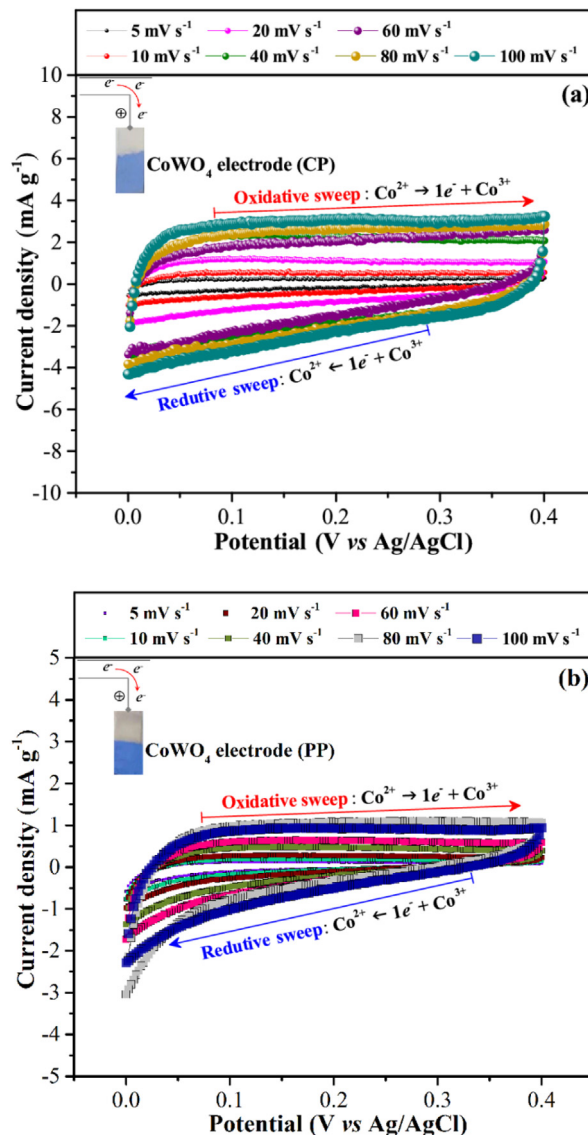 5 mV s⁻¹ 20 mV s⁻¹ 60 mV s⁻¹
10 mV s⁻¹ 40 mV s⁻¹ 80 mV s⁻¹ 100 mV s⁻¹
(a)
e⁻ e⁻
⊕ e⁻
CoWO₄ electrode (CP)
Oxidative sweep: Co²⁺ → 1e⁻ + Co³⁺
Redutive sweep: Co²⁺ ← 1e⁻ + Co³⁺
10
8
6
4
2
0
-2
-4
-6
-8
-10
Current density (mA g⁻¹)
0.0 0.1 0.2 0.3 0.4
Potential (V vs Ag/AgCl)
5 mV s⁻¹ 20 mV s⁻¹ 60 mV s⁻¹
10 mV s⁻¹ 40 mV s⁻¹ 80 mV s⁻¹ 100 mV s⁻¹
(b)
e⁻ e⁻
⊕ e⁻
CoWO₄ electrode (PP)
Oxidative sweep: Co²⁺ → 1e⁻ + Co³⁺
Redutive sweep: Co²⁺ ← 1e⁻ + Co³⁺
5
4
3
2
1
0
-1
-2
-3
-4
-5
Current density (mA g⁻¹)
0.0 0.1 0.2 0.3 0.4
Potential (V vs Ag/AgCl)